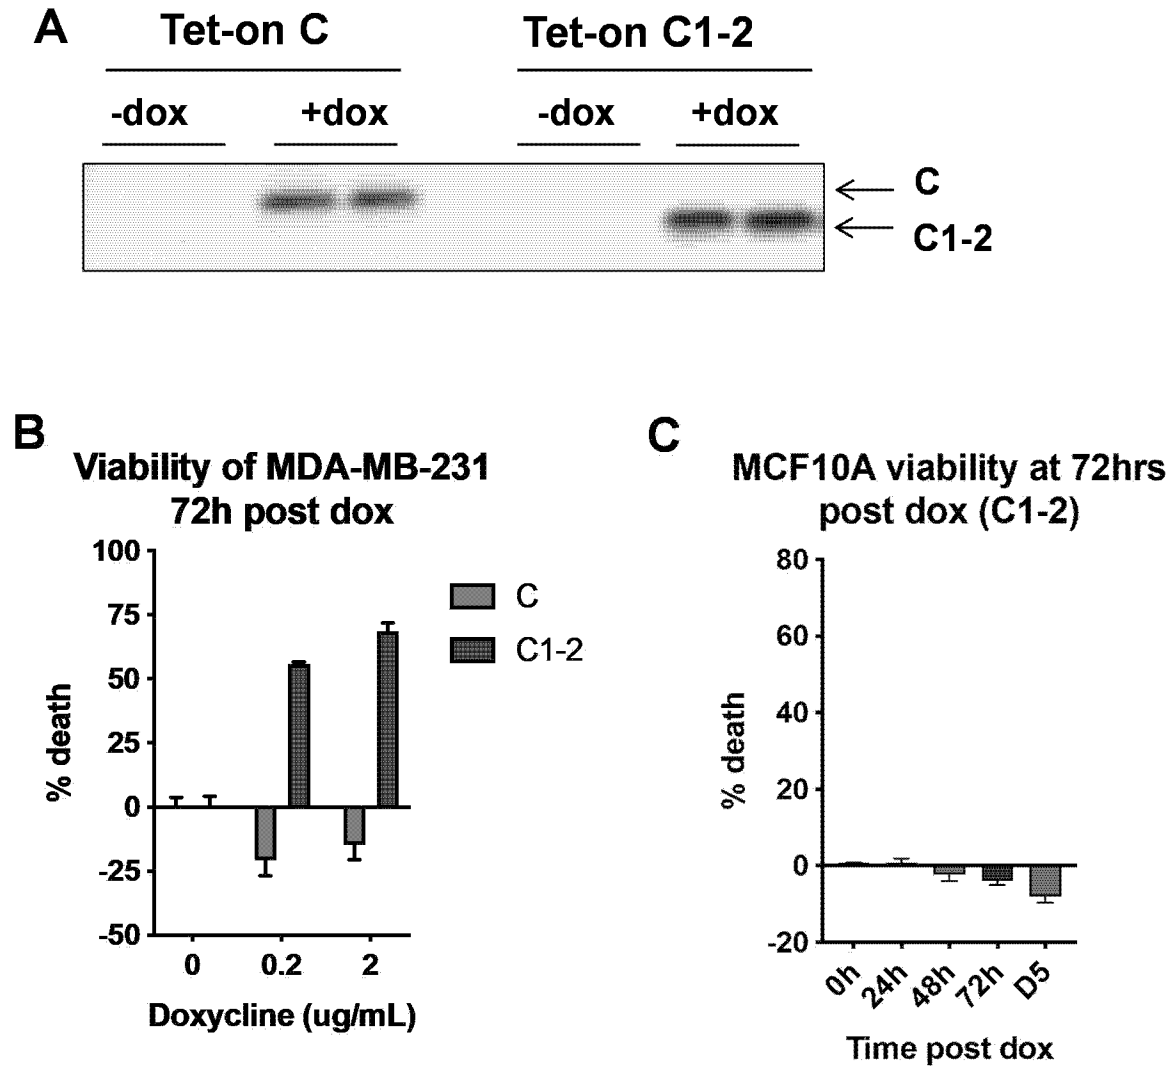 A
Tet-on C
Tet-on C1-2
-dox
+dox
-dox
+dox
C
C1-2
B
Viability of MDA-MB-231
72h post dox
100
75
50
25
0
-25
-50
% death
0
0.2
2
Doxycline (ug/mL)
C
C1-2
C
MCF10A viability at 72hrs
post dox (C1-2)
80
60
40
20
0
-20
% death
0h
24h
48h
72h
D5
Time post dox